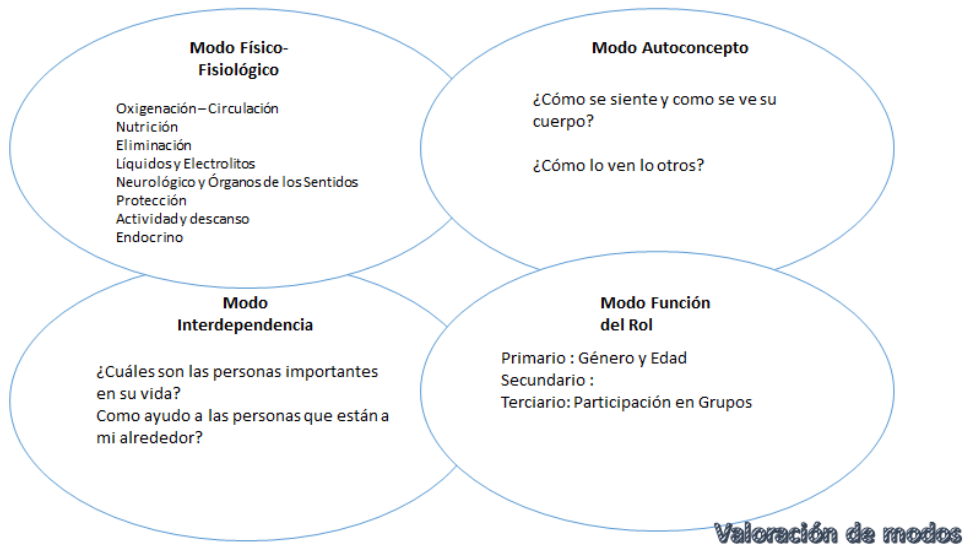 Modo Físico-
Fisiológico
Oxigenación – Circulación
Nutrición
Eliminación
Líquidos y Electrolitos
Neurológico y Órganos de los Sentidos
Protección
Actividad y descanso
Endocrino
Modo Autoconcepto
¿Cómo se siente y como se ve su
cuerpo?
¿Cómo lo ven lo otros?
Modo
Interdependencia
¿Cuáles son las personas importantes
en su vida?
Como ayudo a las personas que están a
mi alrededor?
Modo Función
del Rol
Primario : Género y Edad
Secundario :
Terciario: Participación en Grupos
Valoración de modos